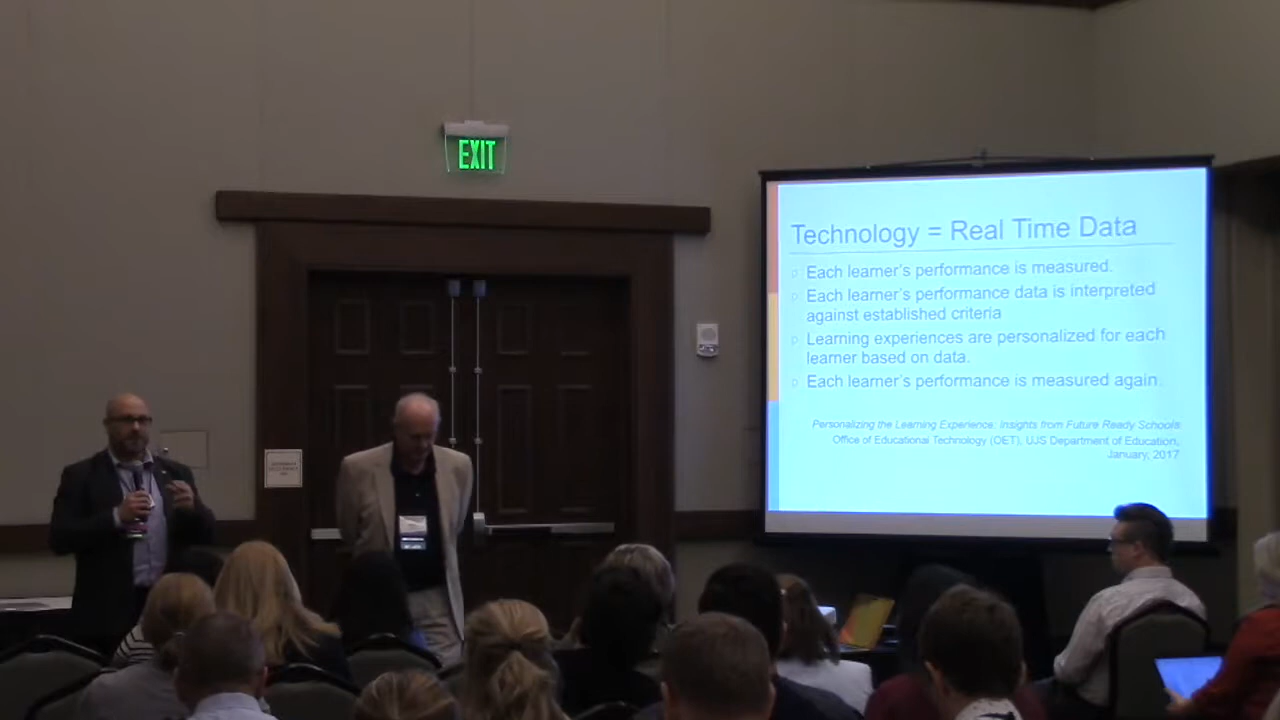 EXIT
Technology = Real Time Data
Each learner's performance is measured.
Each learner's performance data is interpreted
against established criteria
Learning experiences are personalized for each
learner based on data.
Each learner's performance is measured again.
Personalizing the Learning Experience: Insights from Future Ready Schools
Office of Educational Technology (OET), UJS Department of Education,
January, 2017